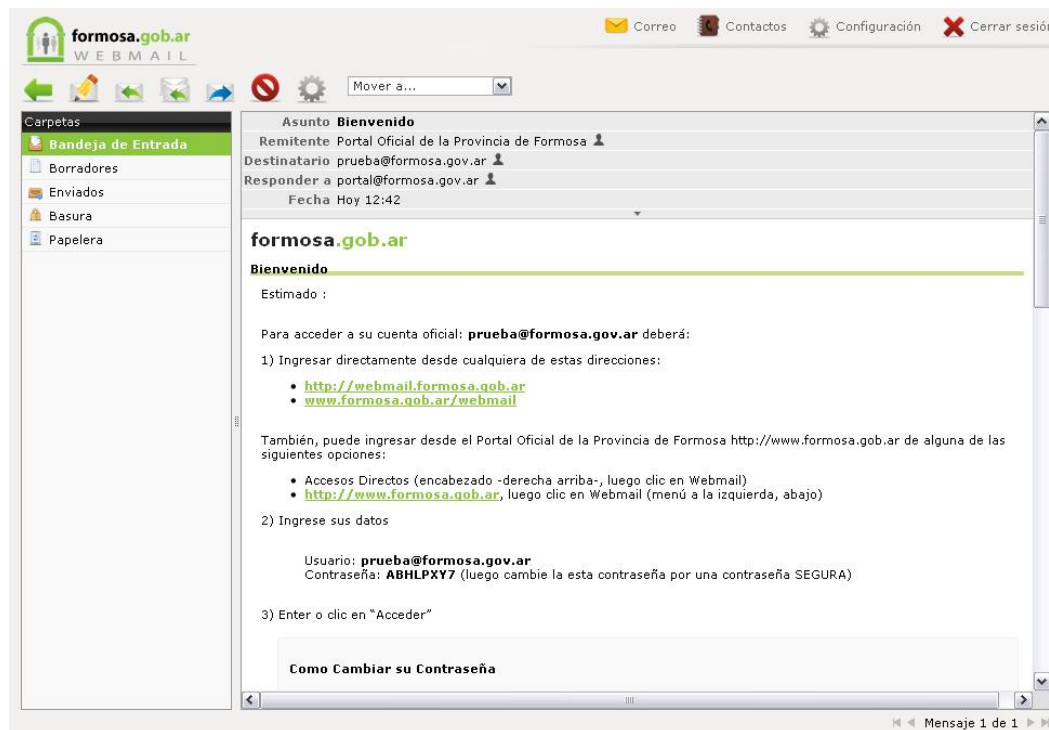 formosa.gob.ar
WEBMAIL
Correo
Contactos
Configuración
Cerrar sesión
Mover a...
Carpetas
Bandeja de Entrada
Borradores
Enviados
Basura
Papelera
Asunto Bienvenido
Remitente Portal Oficial de la Provincia de Formosa
Destinatario prueba@formosa.gov.ar
Responder a portal@formosa.gov.ar
Fecha Hoy 12:42
formosa.gob.ar
Bienvenido
Estimado :
Para acceder a su cuenta oficial: prueba@formosa.gov.ar deberá:
1) Ingresar directamente desde cualquiera de estas direcciones:
• http://webmail.formosa.gob.ar
• www.formosa.gob.ar/webmail
También, puede ingresar desde el Portal Oficial de la Provincia de Formosa http://www.formosa.gob.ar de alguna de las
siguientes opciones:
• Accesos Directos (encabezado -derecha arriba-, luego clic en Webmail)
• http://www.formosa.gob.ar, luego clic en Webmail (menú a la izquierda, abajo)
2) Ingrese sus datos
Usuario: prueba@formosa.gov.ar
Contraseña: ABHLPXY7 (luego cambie la esta contraseña por una contraseña SEGURA)
3) Enter o clic en “Acceder”
Como Cambiar su Contraseña
Mensaje 1 de 1